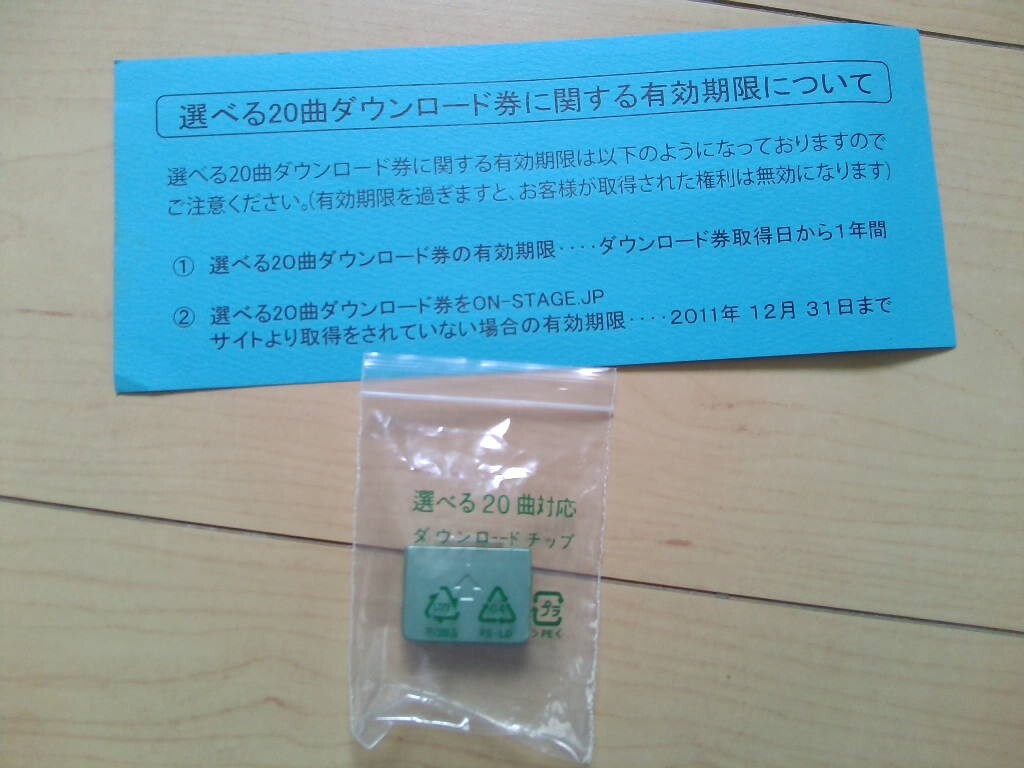 選べる20曲ダウンロード券に関する有効期限について
選べる20曲ダウンロード券に関する有効期限は以下のようになっておりますので
ご注意ください。(有効期限を過ぎますと、お客様が取得された権利は無効になります)
① 選べる20曲ダウンロード券の有効期限‥‥ダウンロード券取得日から1年間
② 選べる20曲ダウンロード券をON-STAGE.JP
サイトより取得をされていない場合の有効期限‥‥2011年 12月 31日まで
選べる20曲対応
ダウンロードチップ
プラ
>PE<